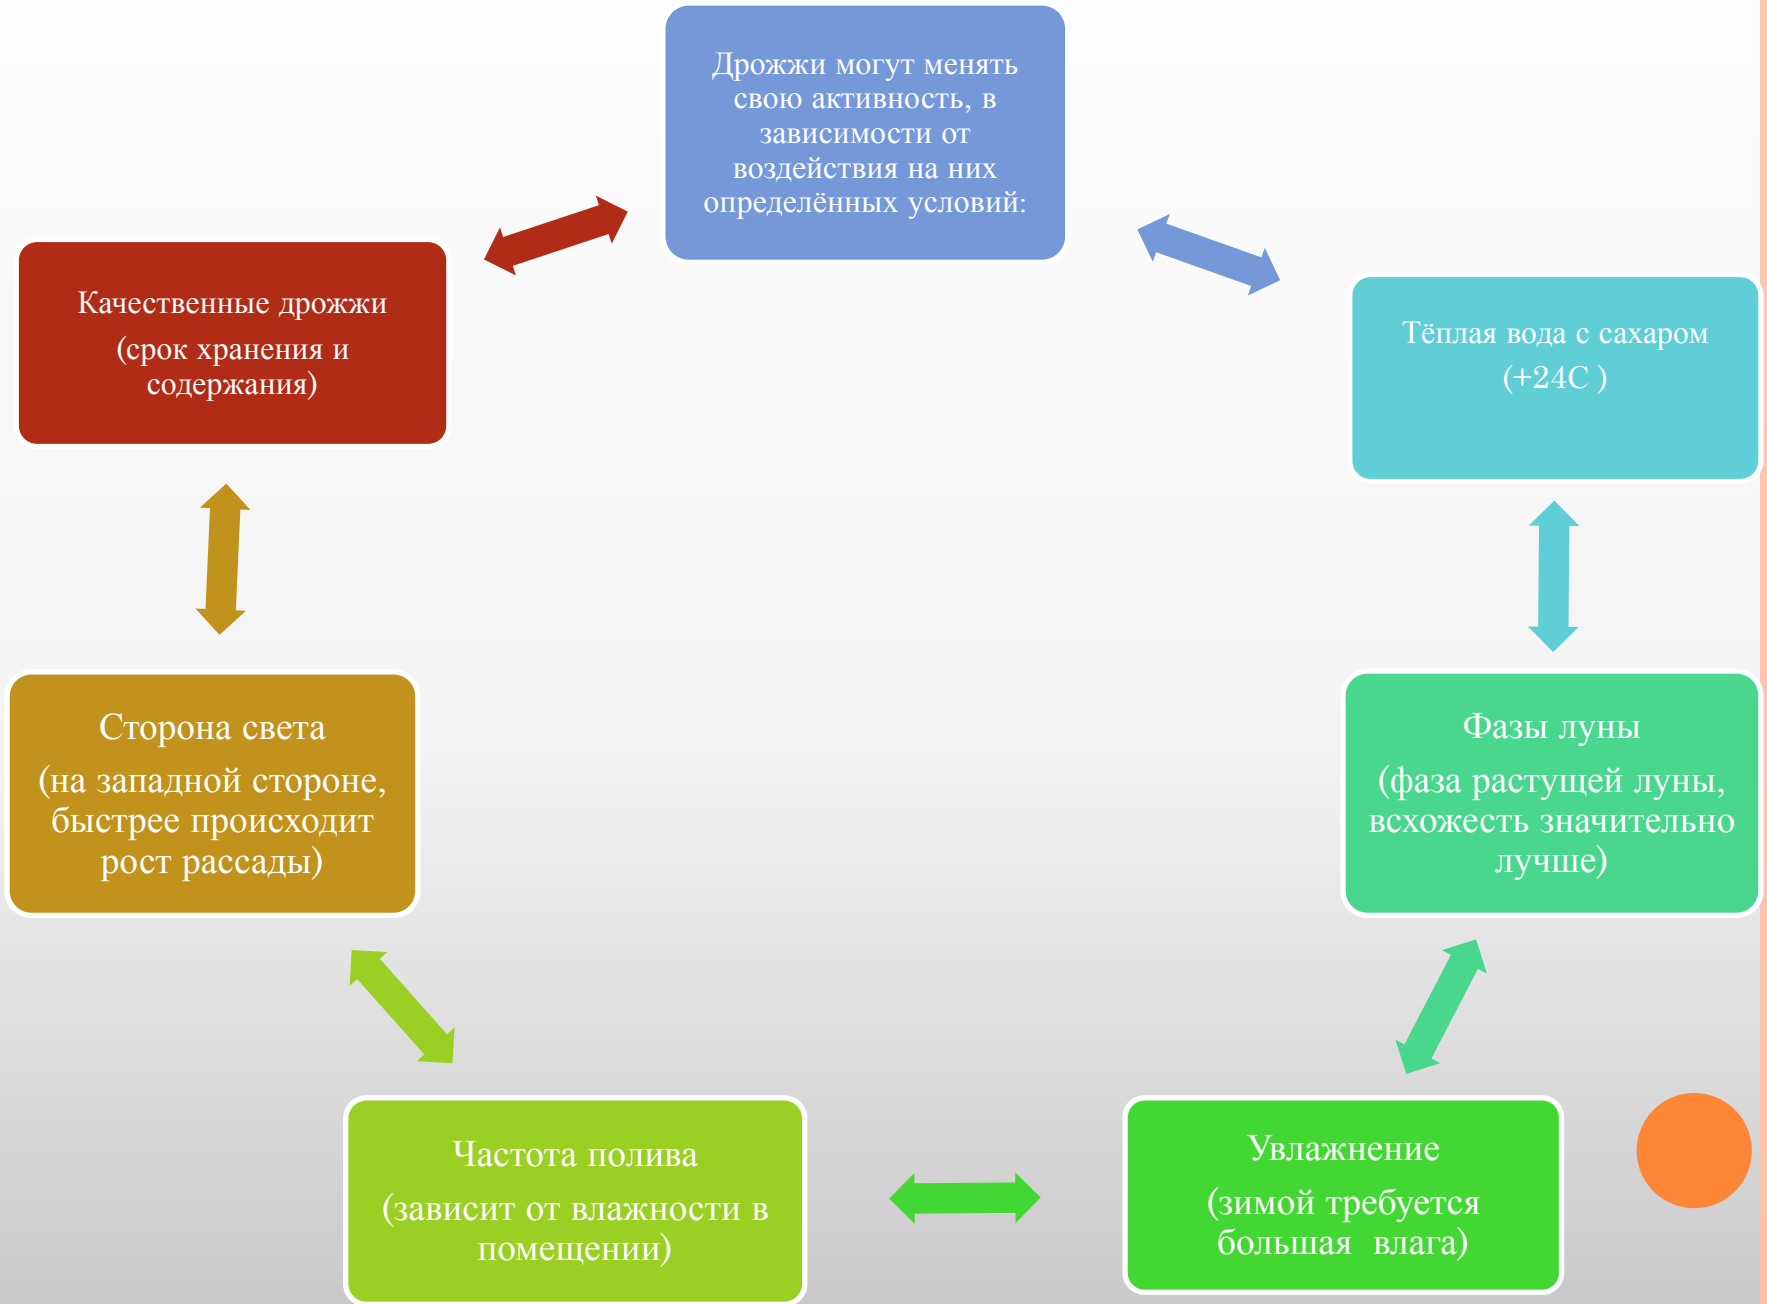 Дрожжи могут менять
свою активность, в
зависимости от
воздействия на них
определённых условий:
Тёплая вода с сахаром
(+24С )
Фазы луны
(фаза растущей луны,
всхожесть значительно
лучше)
Увлажнение
(зимой требуется
большая  влага)
Частота полива
(зависит от влажности в
помещении)
Сторона света
(на западной стороне,
быстрее происходит
рост рассады)
Качественные дрожжи
(срок хранения и
содержания)